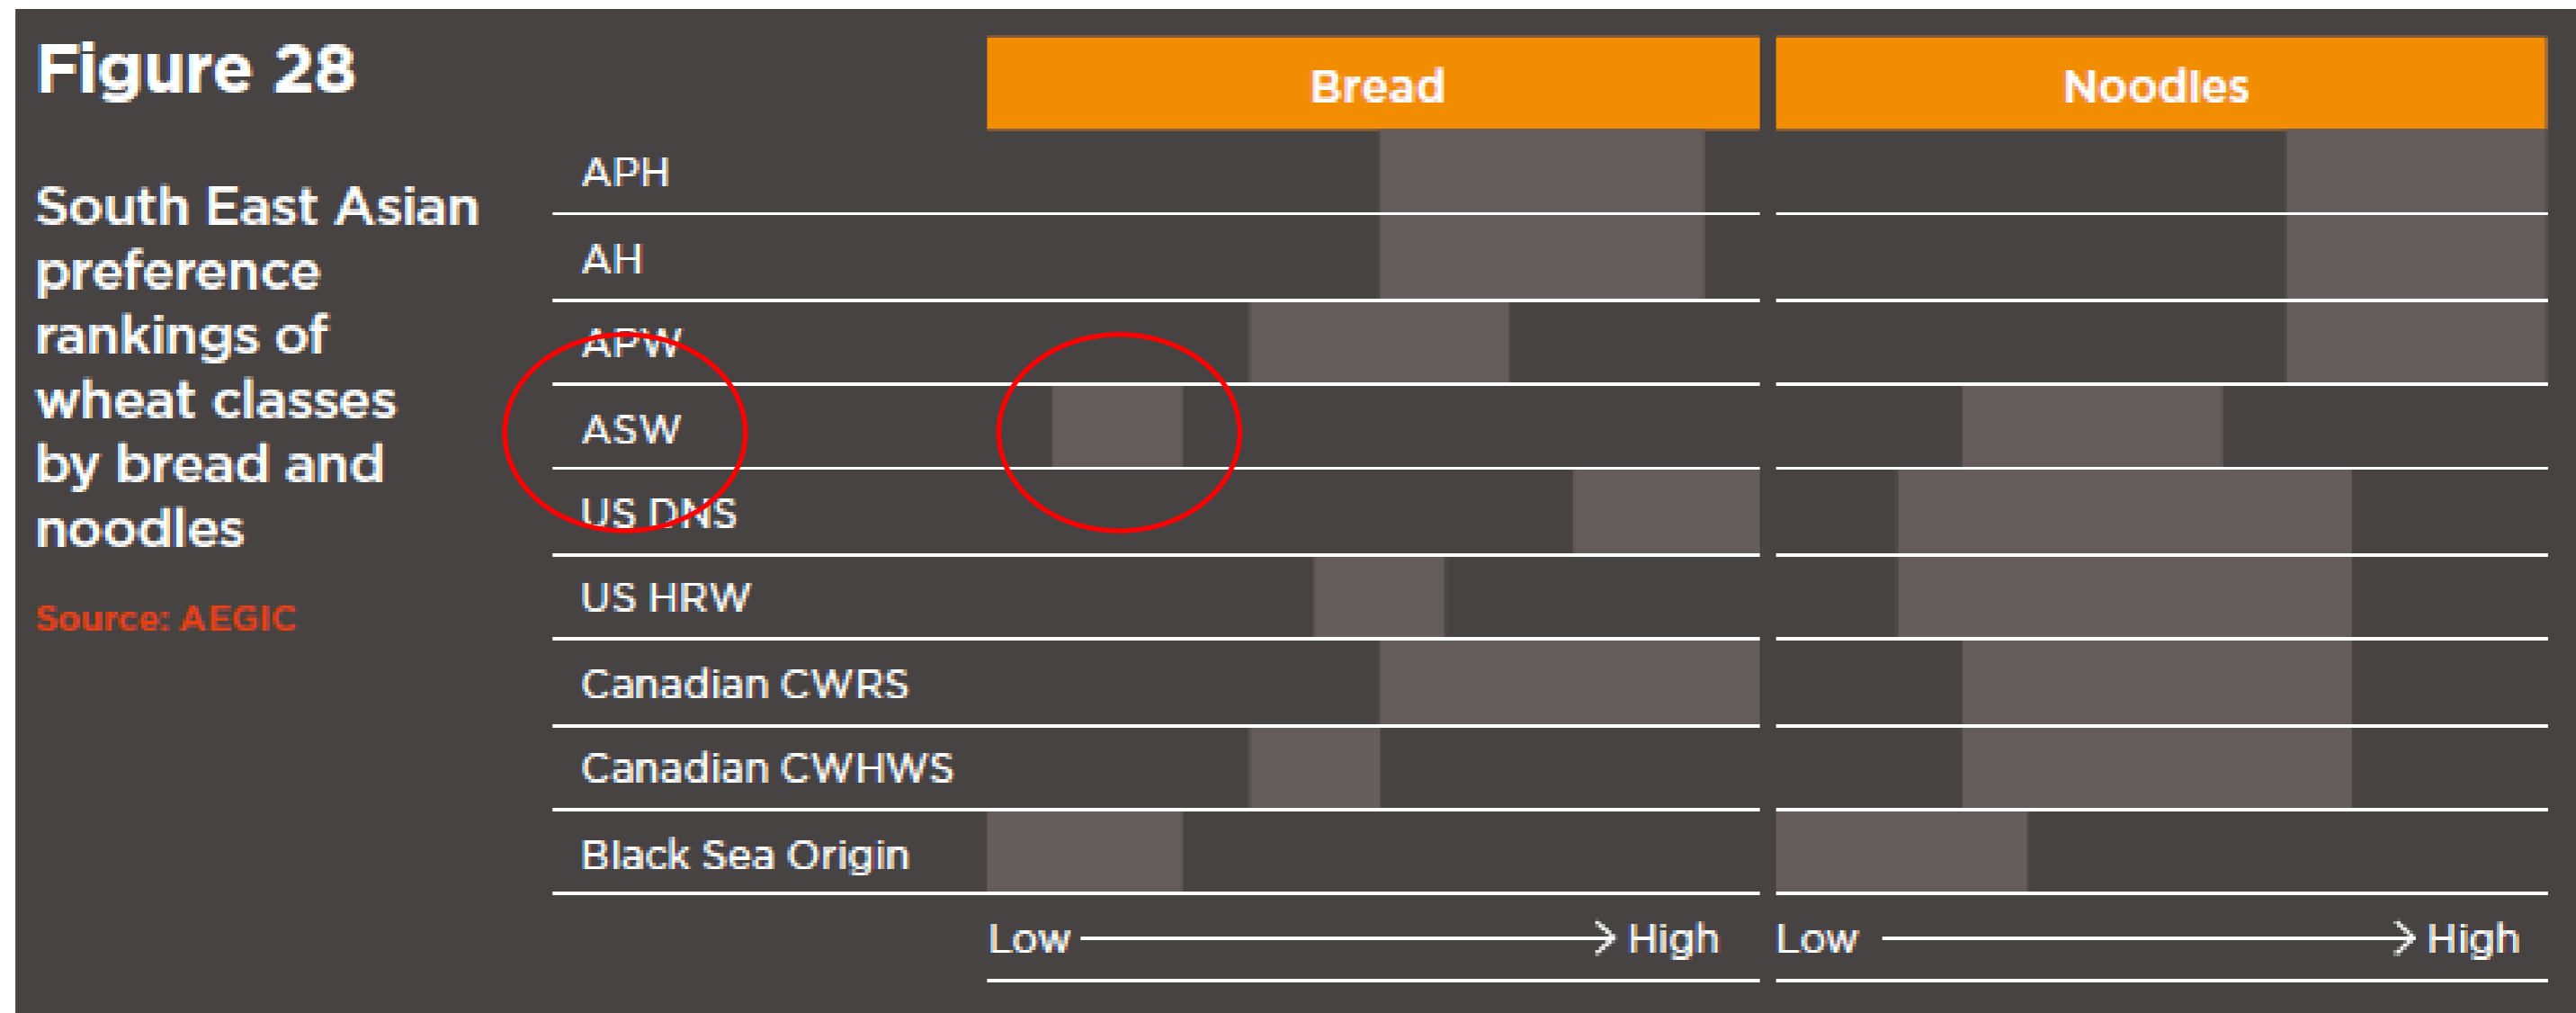 Figure 28
South East Asian
preference
rankings of
wheat classes
by bread and
noodles
Source: AEGIC
Bread
Noodles
APH
AH
APW
ASW
US DNS
US HRW
Canadian CWRS
Canadian CWHWS
Black Sea Origin
Low → High
Low → High